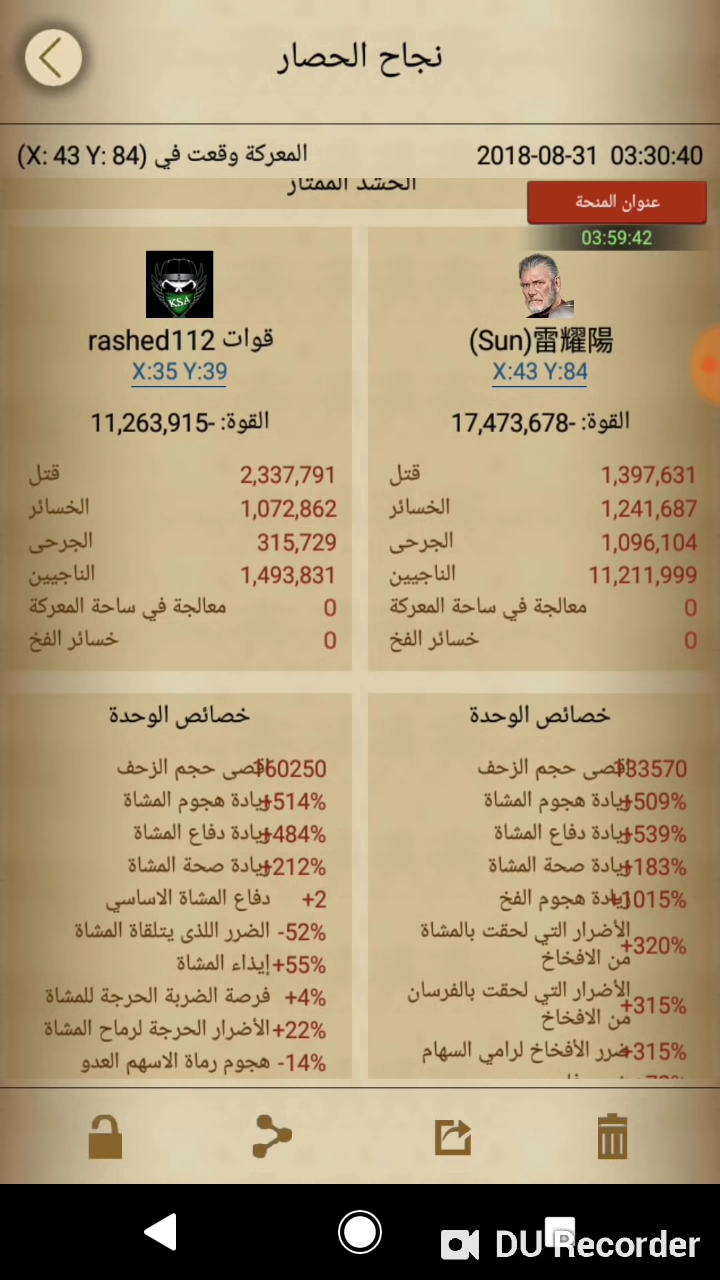 نجاح الحصار
المعركة وقعت في (X: 43 Y: 84)
2018-08-31 03:30:40
الحشد الممتاز
عنوان المنحة
03:59:42
KSA
قوات rashed112
X:35 Y:39
القوة: -11,263,915
قتل 2,337,791
الخسائر 1,072,862
الجرحى 315,729
الناجيين 1,493,831
معالجة في ساحة المعركة 0
خسائر الفخ 0
(Sun)雷耀陽
X:43 Y:84
القوة: -17,473,678
قتل 1,397,631
الخسائر 1,241,687
الجرحى 1,096,104
الناجيين 11,211,999
معالجة في ساحة المعركة 0
خسائر الفخ 0
خصائص الوحدة
أقصى حجم الزحف 360250
زيادة هجوم المشاة +514%
زيادة دفاع المشاة +484%
زيادة صحة المشاة +212%
دفاع المشاة الاساسي +2
الضرر اللذى يتلقاة المشاة -52%
إيذاء المشاة +55%
فرصة الضربة الحرجة للمشاة +4%
الأضرار الحرجة لرماح المشاة +22%
هجوم رماة الاسهم العدو -14%
خصائص الوحدة
أقصى حجم الزحف 133570
زيادة هجوم المشاة +509%
زيادة دفاع المشاة +539%
زيادة صحة المشاة +183%
زيادة هجوم الفخ +1015%
الأضرار التي لحقت بالمشاة
من الافخاخ +320%
الأضرار التي لحقت بالفرسان
من الافخاخ +315%
ضرر الأفخاخ لرامي السهام +315%
DU Recorder